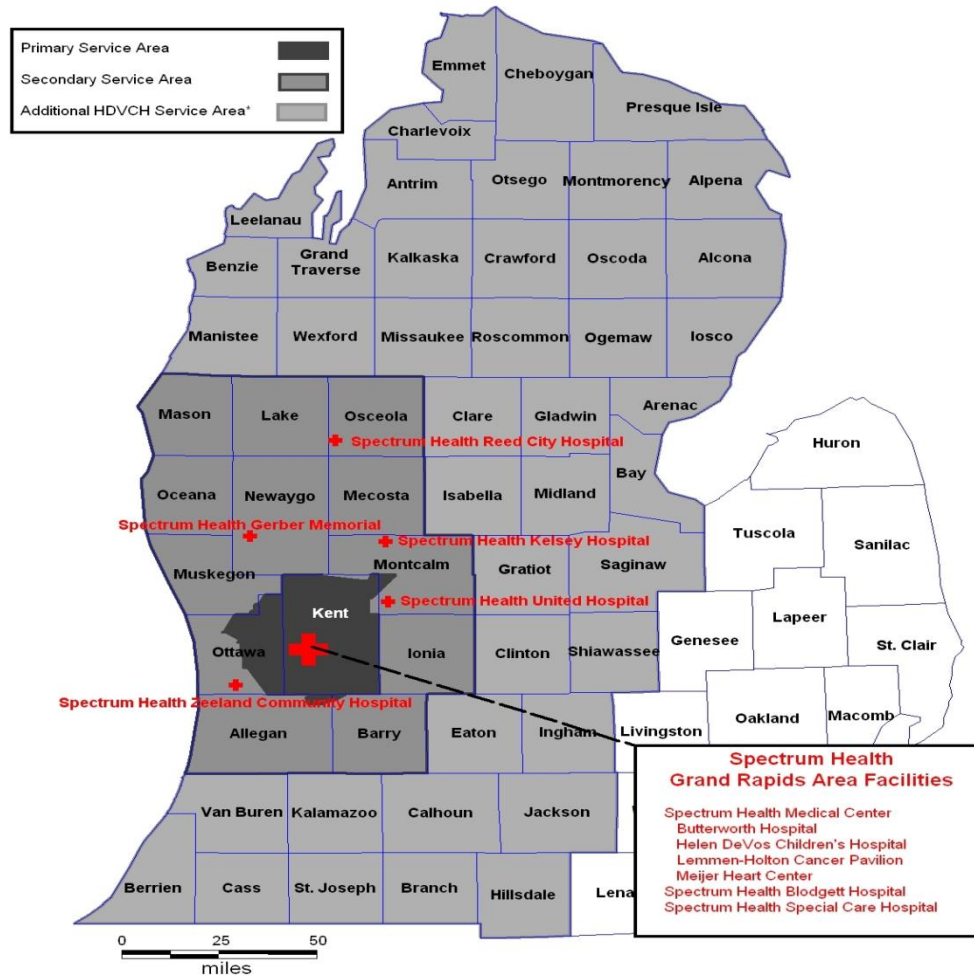 Primary Service Area
Secondary Service Area
Additional HDVCH Service Area*
Emmet
Cheboygan
Presque Isle
Charlevoix
Antrim
Otsego
Montmorency
Alpena
Leelanau
Benzie
Grand
Traverse
Kalkaska
Crawford
Oscoda
Alcona
Manistee
Wexford
Missaukee
Roscommon
Ogemaw
Iosco
Mason
Lake
Osceola
Clare
Gladwin
Arenac
Spectrum Health Reed City Hospital
Huron
Bay
Oceana
Newaygo
Mecosta
Isabella
Midland
Spectrum Health Gerber Memorial
Spectrum Health Kelsey Hospital
Tuscola
Sanilac
Muskegon
Montcalm
Gratiot
Saginaw
Kent
Spectrum Health United Hospital
Lapeer
Genesee
St. Clair
Ottawa
Ionia
Clinton
Shiawassee
Spectrum Health Zeeland Community Hospital
Allegan
Barry
Eaton
Ingham
Livingston
Oakland
Macomb
Spectrum Health
Grand Rapids Area Facilities
Spectrum Health Medical Center
Butterworth Hospital
Helen DeVos Children's Hospital
Lemmen-Holton Cancer Pavilion
Meijer Heart Center
Spectrum Health Blodgett Hospital
Spectrum Health Special Care Hospital
Van Buren
Kalamazoo
Calhoun
Jackson
Berrien
Cass
St. Joseph
Branch
Hillsdale
Lena
0 25 50
miles